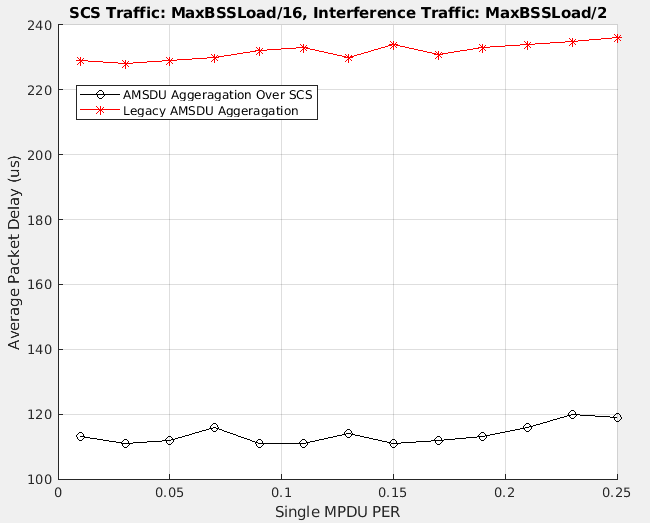 SCS Traffic: MaxBSSLoad/16, Interference Traffic: MaxBSSLoad/2
240
220
200
180
160
140
120
100
Average Packet Delay (us)
AMSDU Aggeragation Over SCS
Legacy AMSDU Aggeragation
0
0.05
0.1
0.15
0.2
0.25
Single MPDU PER